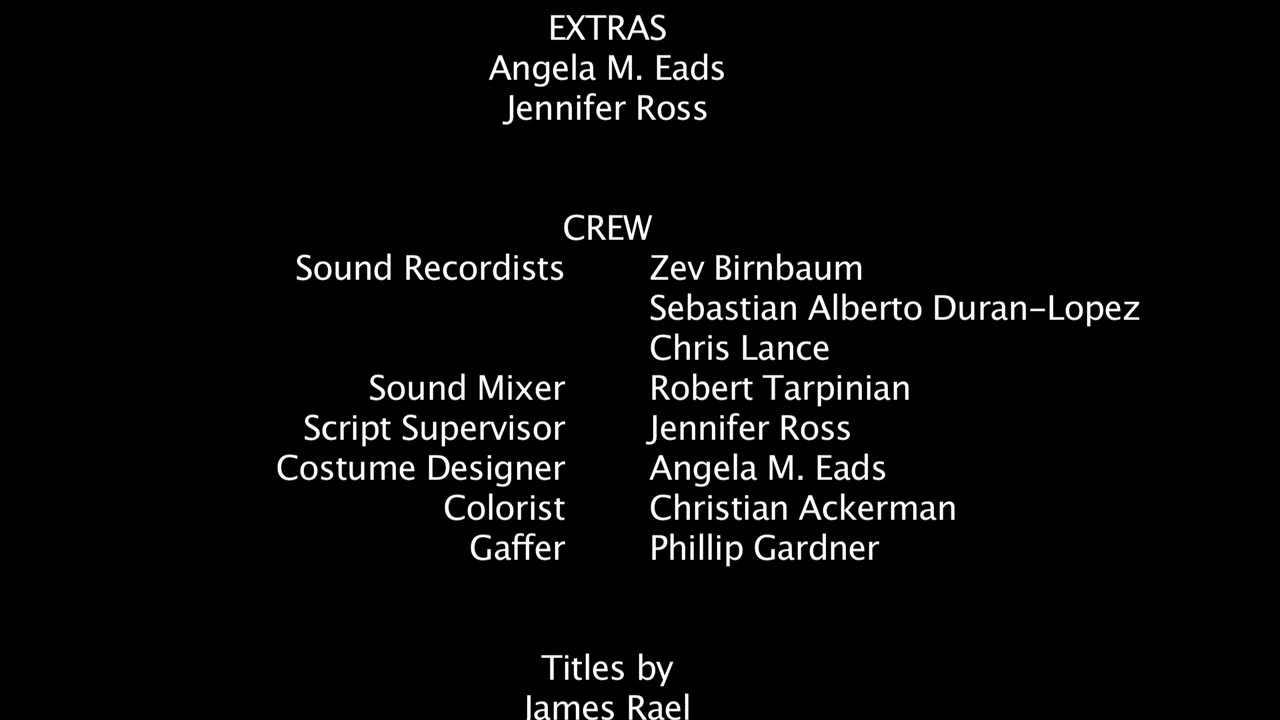 EXTRAS
Angela M. Eads
Jennifer Ross
CREW
Sound Recordists Zev Birnbaum
Sebastian Alberto Duran-Lopez
Chris Lance
Sound Mixer Robert Tarpinian
Script Supervisor Jennifer Ross
Costume Designer Angela M. Eads
Colorist Christian Ackerman
Gaffer Phillip Gardner
Titles by
James Rael